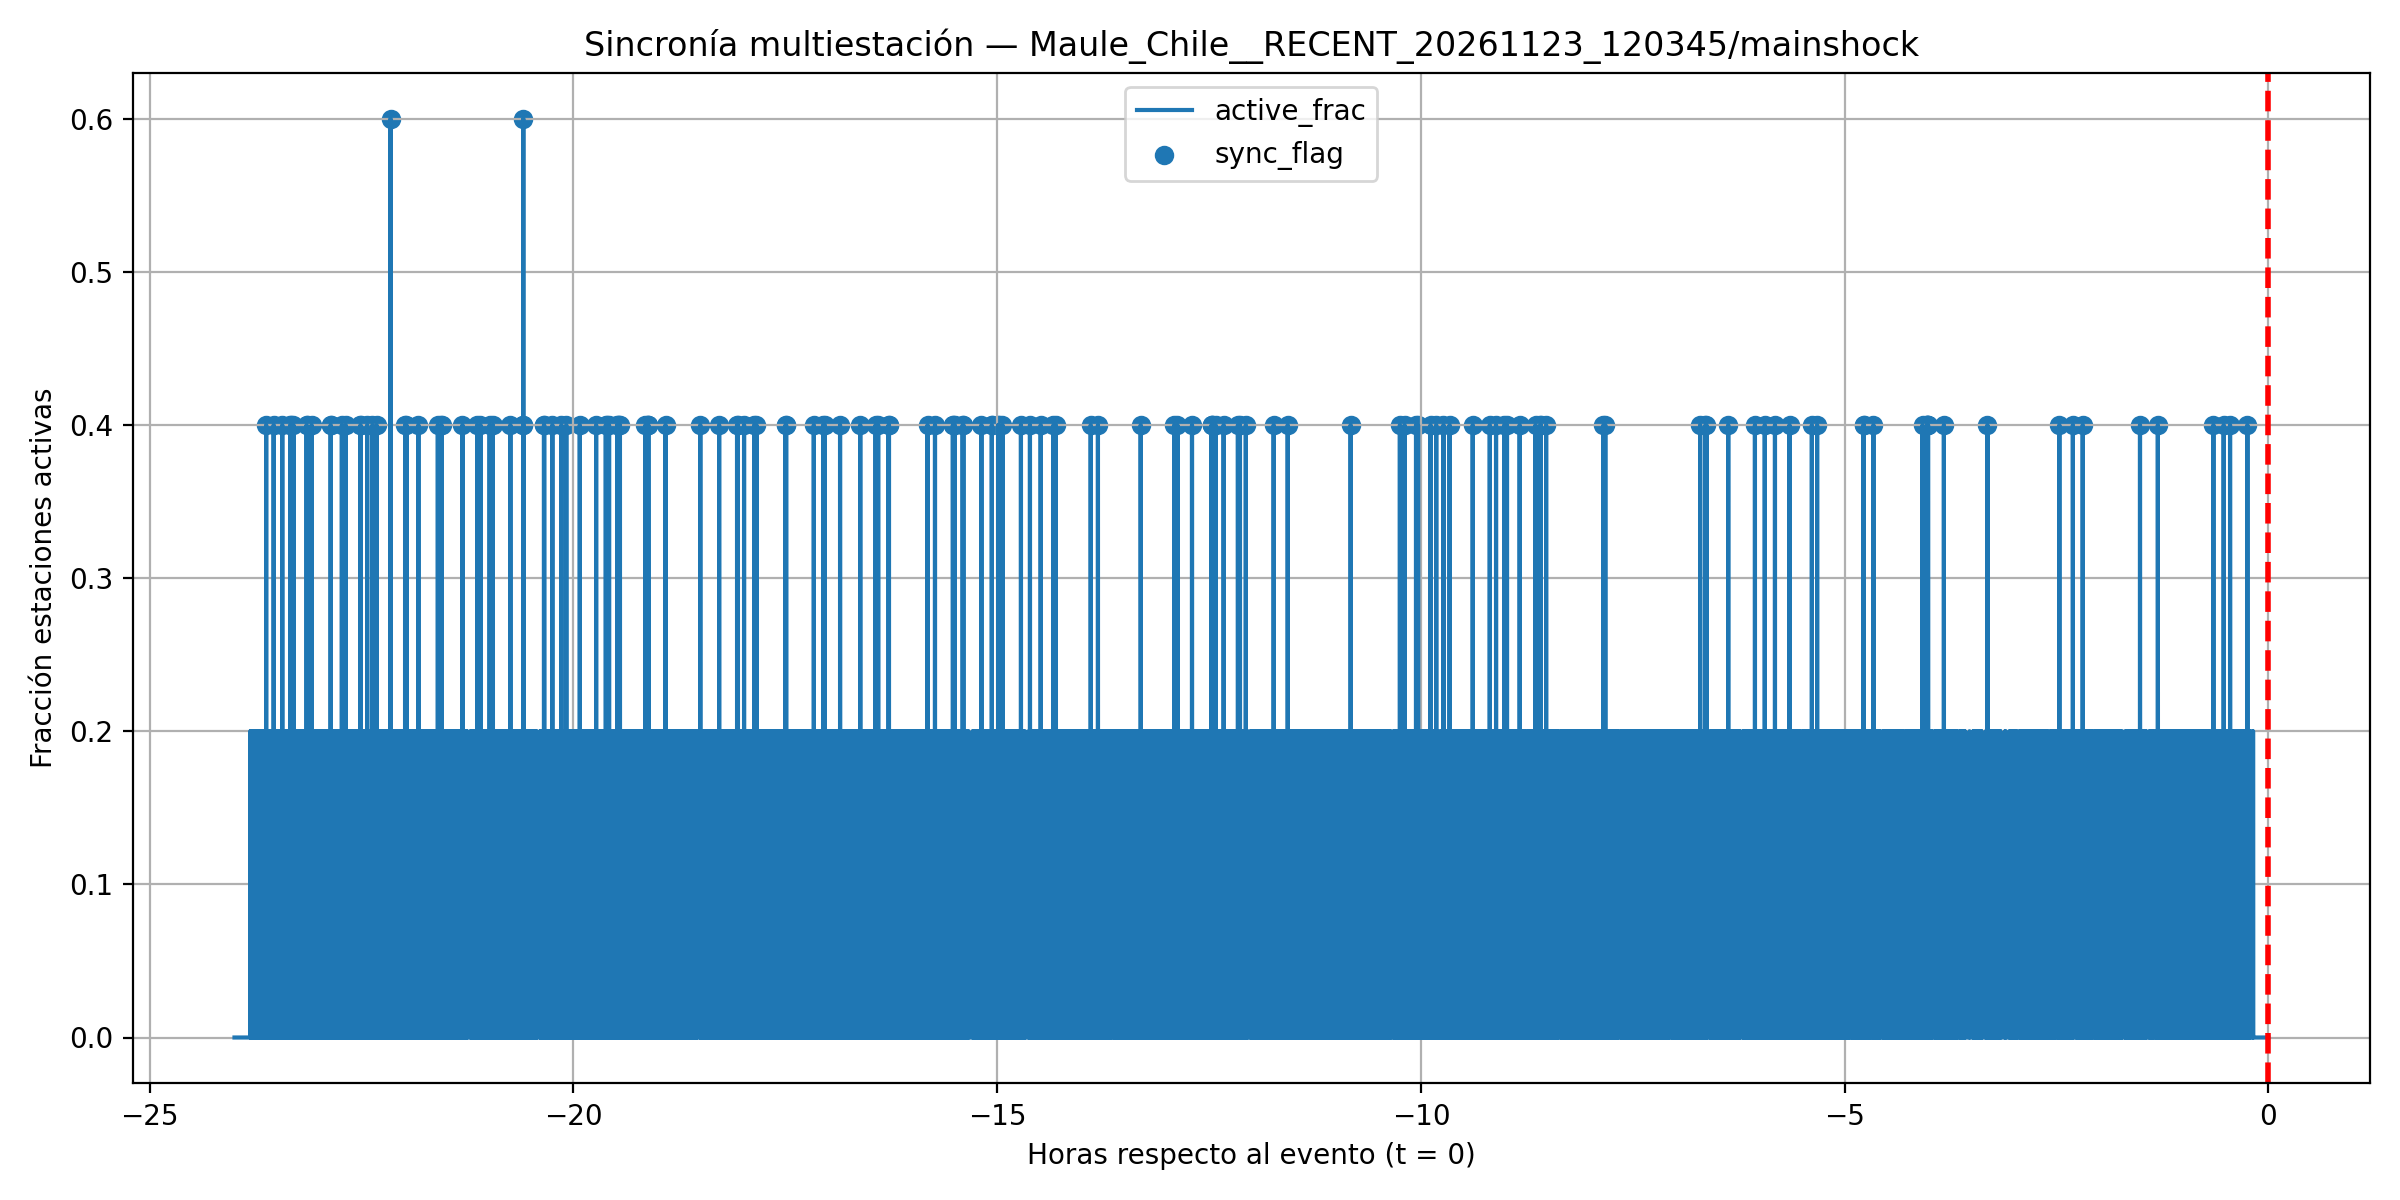 Sincronía multiestación — Maule_Chile__RECENT_20261123_120345/mainshock
active_frac
sync_flag
0.6
0.5
0.4
0.3
0.2
0.1
0.0
Fracción estaciones activas
−25
−20
−15
−10
−5
0
Horas respecto al evento (t = 0)